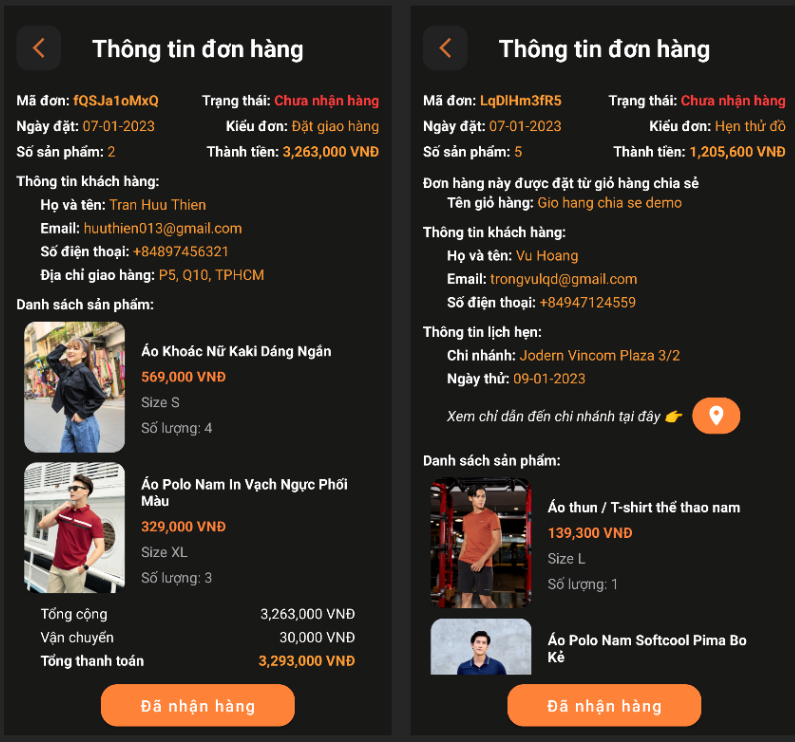 Thông tin đơn hàng
Mã đơn: fQSJa1oMxQ Trạng thái: Chưa nhận hàng
Ngày đặt: 07-01-2023 Kiểu đơn: Đặt giao hàng
Số sản phẩm: 2 Thành tiền: 3,263,000 VNĐ
Thông tin khách hàng:
Họ và tên: Tran Huu Thien
Email: huuthien013@gmail.com
Số điện thoại: +84897456321
Địa chỉ giao hàng: P5, Q10, TPHCM
Danh sách sản phẩm:
Áo Khoác Nữ Kaki Dáng Ngắn
569,000 VNĐ
Size S
Số lượng: 4
Áo Polo Nam In Vạch Ngực Phối
Màu
329,000 VNĐ
Size XL
Số lượng: 3
Tổng cộng 3,263,000 VNĐ
Vận chuyển 30,000 VNĐ
Tổng thanh toán 3,293,000 VNĐ
Đã nhận hàng
Thông tin đơn hàng
Mã đơn: LqDlHm3fR5 Trạng thái: Chưa nhận hàng
Ngày đặt: 07-01-2023 Kiểu đơn: Hẹn thử đồ
Số sản phẩm: 5 Thành tiền: 1,205,600 VNĐ
Đơn hàng này được đặt từ giỏ hàng chia sẻ
Tên giỏ hàng: Gio hang chia se demo
Thông tin khách hàng:
Họ và tên: Vu Hoang
Email: trongvulqd@gmail.com
Số điện thoại: +84947124559
Thông tin lịch hẹn:
Chi nhánh: Jodern Vincom Plaza 3/2
Ngày thử: 09-01-2023
Xem chỉ dẫn đến chi nhánh tại đây 👉
Danh sách sản phẩm:
Áo thun / T-shirt thể thao nam
139,300 VNĐ
Size L
Số lượng: 1
Áo Polo Nam Softcool Pima Bo
Kẻ
Đã nhận hàng